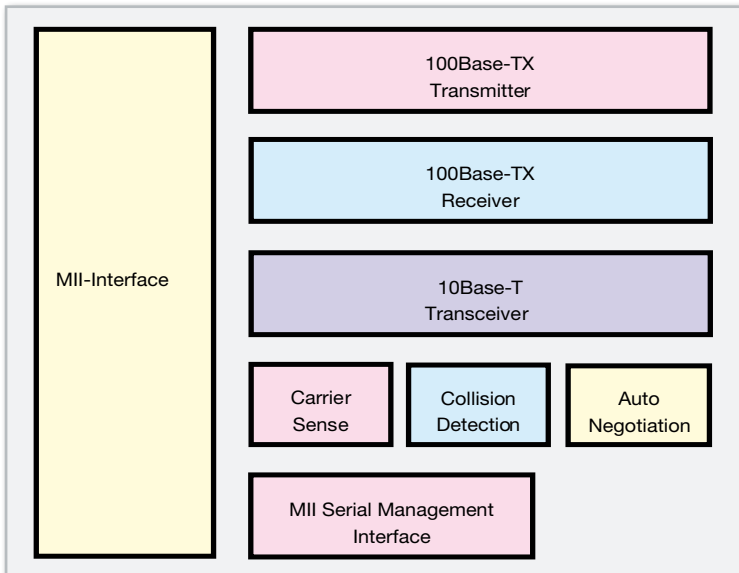 MII-Interface
100Base-TX
Transmitter
100Base-TX
Receiver
10Base-T
Transceiver
Carrier
Sense
Collision
Detection
Auto
Negotiation
MII Serial Management
Interface